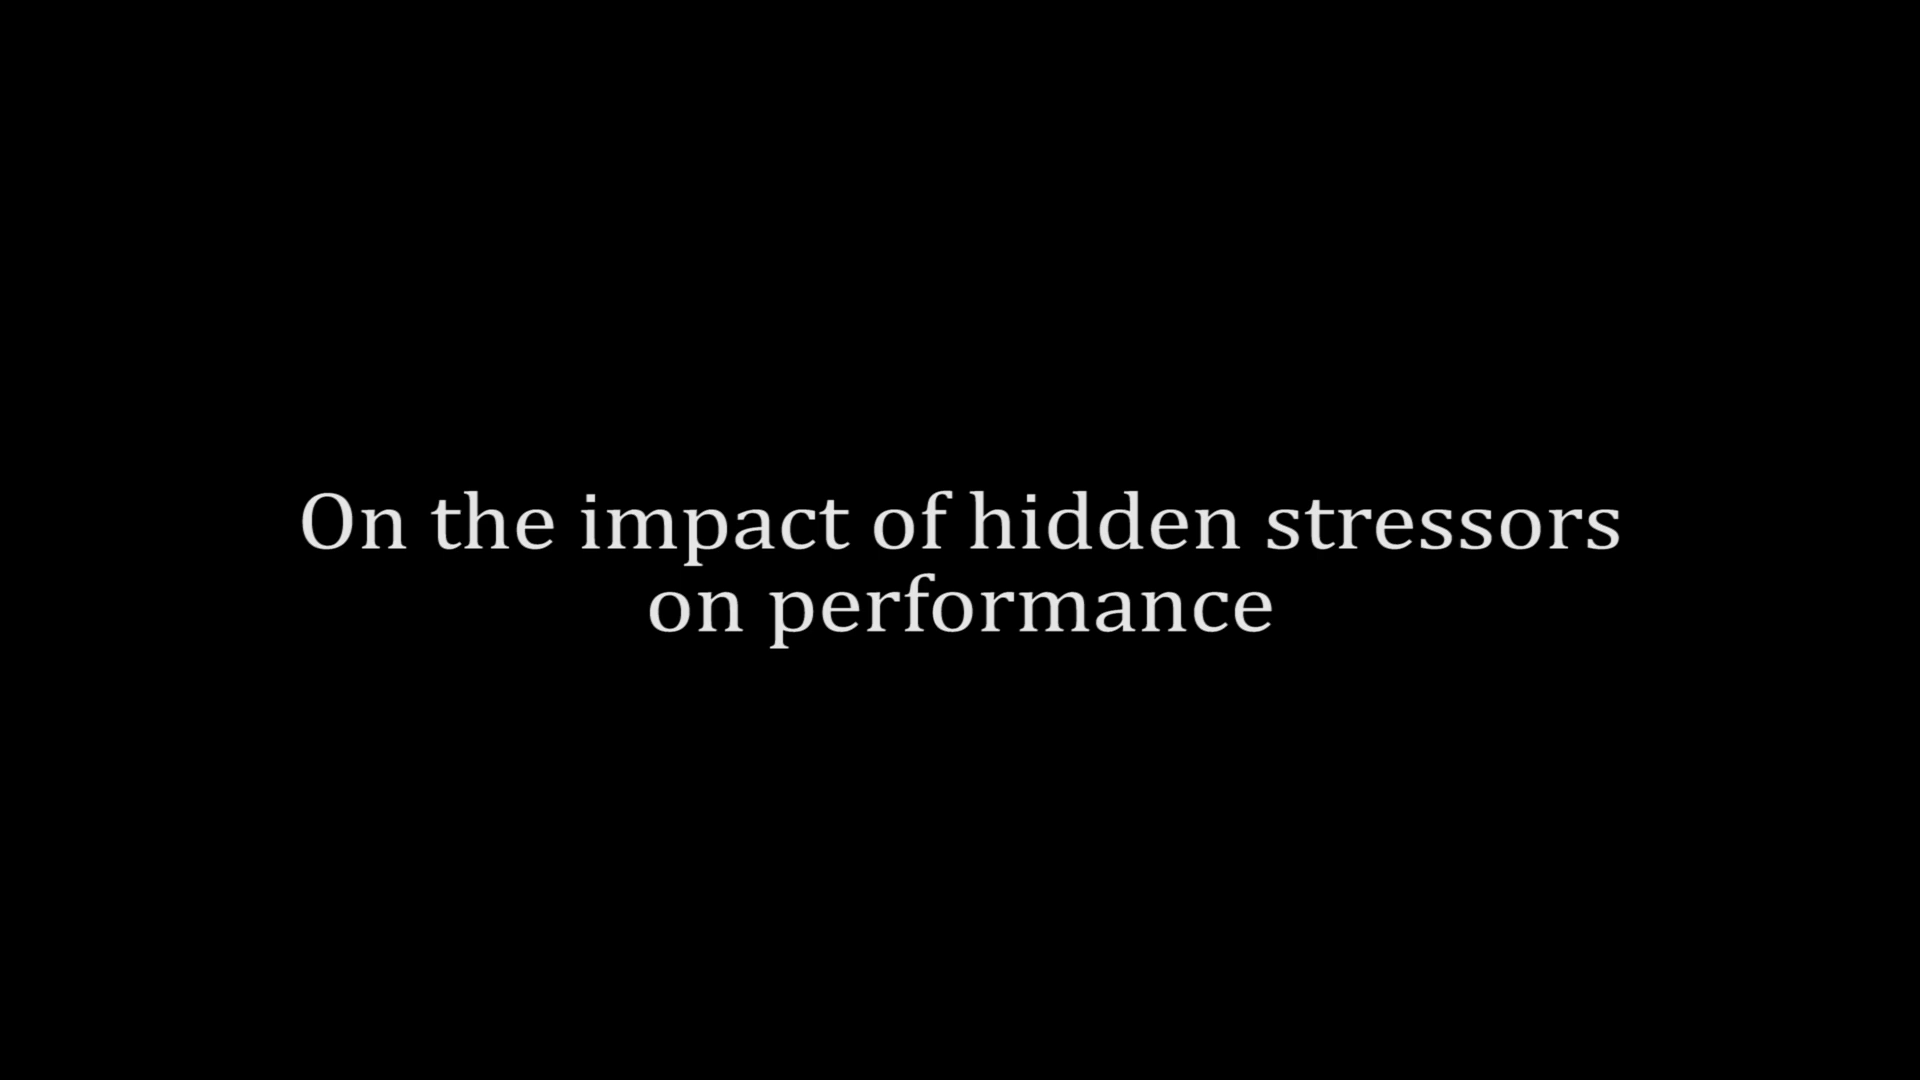 On the impact of hidden stressors
on performance